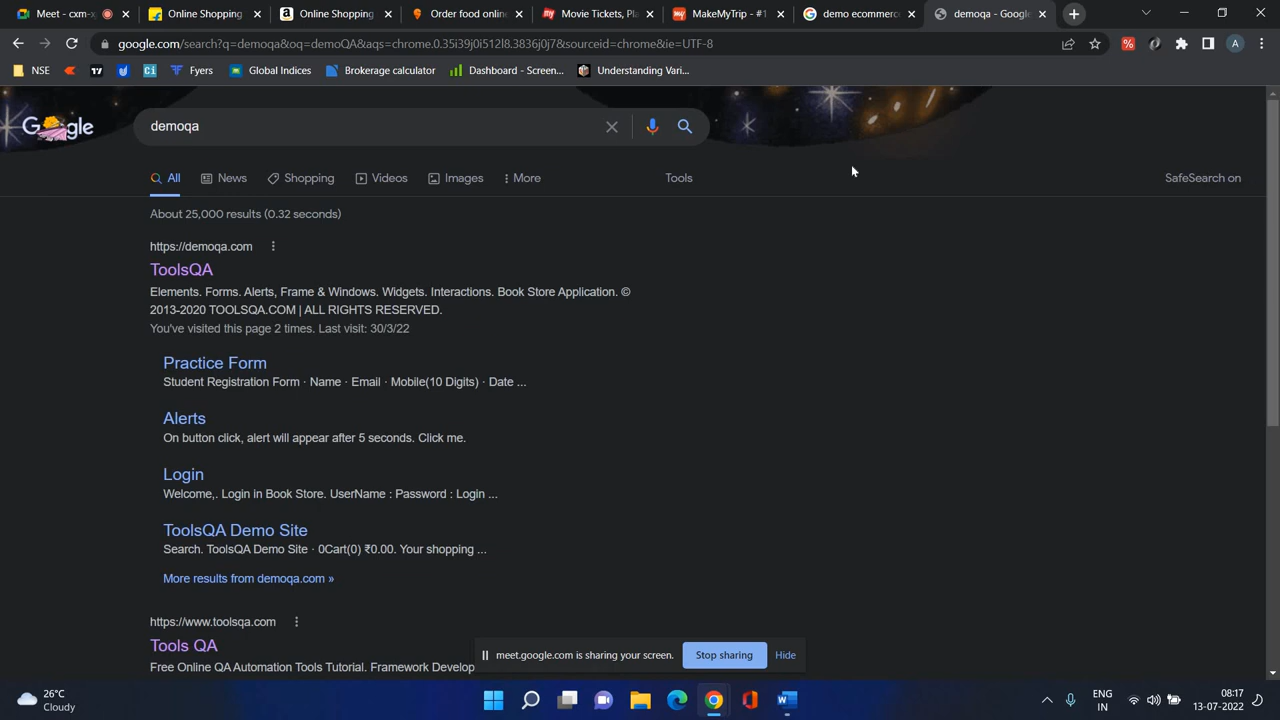 Meet - cxm-x
Online Shopping
Online Shopping
Order food onlin
Movie Tickets, Pla
MakeMyTrip - #1
demo ecommerc
demoqa - Google
google.com/search?q=demoqa&oq=demoQA&aqs=chrome.0.35i39j0i512l8.3836j0j7&sourceid=chrome&ie=UTF-8
A
NSE
Fyers
Global Indices
Brokerage calculator
Dashboard - Screen...
Understanding Vari...
Google
demoqa
All
News
Shopping
Videos
Images
More
Tools
SafeSearch on
About 25,000 results (0.32 seconds)
https://demoqa.com
ToolsQA
Elements. Forms. Alerts, Frame & Windows. Widgets. Interactions. Book Store Application. ©
2013-2020 TOOLSQA.COM | ALL RIGHTS RESERVED.
You've visited this page 2 times. Last visit: 30/3/22
Practice Form
Student Registration Form · Name · Email · Mobile(10 Digits) · Date ...
Alerts
On button click, alert will appear after 5 seconds. Click me.
Login
Welcome,. Login in Book Store. UserName : Password : Login ...
ToolsQA Demo Site
Search. ToolsQA Demo Site · 0Cart(0) ₹0.00. Your shopping ...
More results from demoqa.com »
https://www.toolsqa.com
Tools QA
Free Online QA Automation Tools Tutorial. Framework Develop
meet.google.com is sharing your screen.
Stop sharing
Hide
26°C
Cloudy
ENG
IN
08:17
13-07-2022